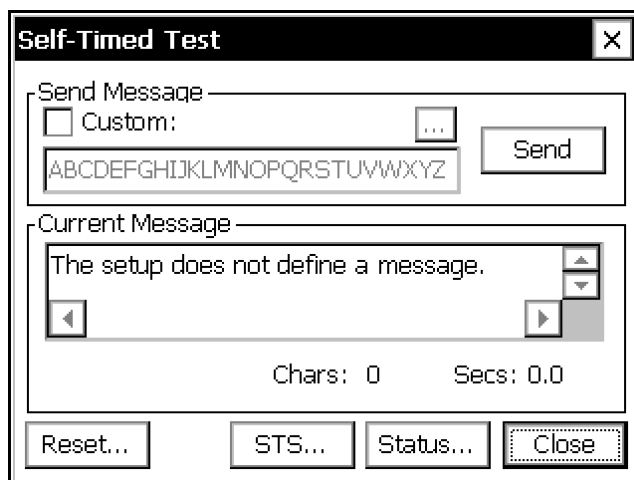 Self-Timed Test
Send Message
Custom:
...
ABCDEFGHIJKLMNOPQRSTUVWXYZ
Send
Current Message
The setup does not define a message.
Chars: 0 Secs: 0.0
Reset... STS... Status... Close